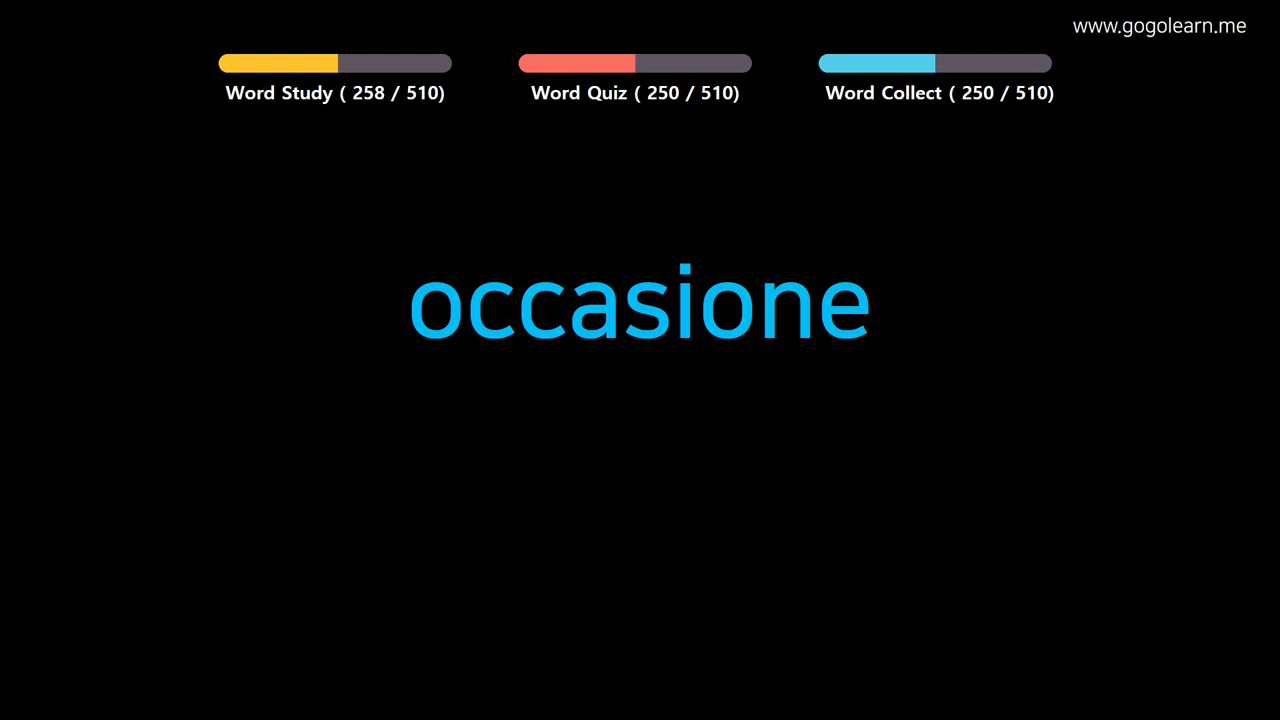 www.gogolearn.me
Word Study ( 258 / 510)
Word Quiz ( 250 / 510)
Word Collect ( 250 / 510)
occasione